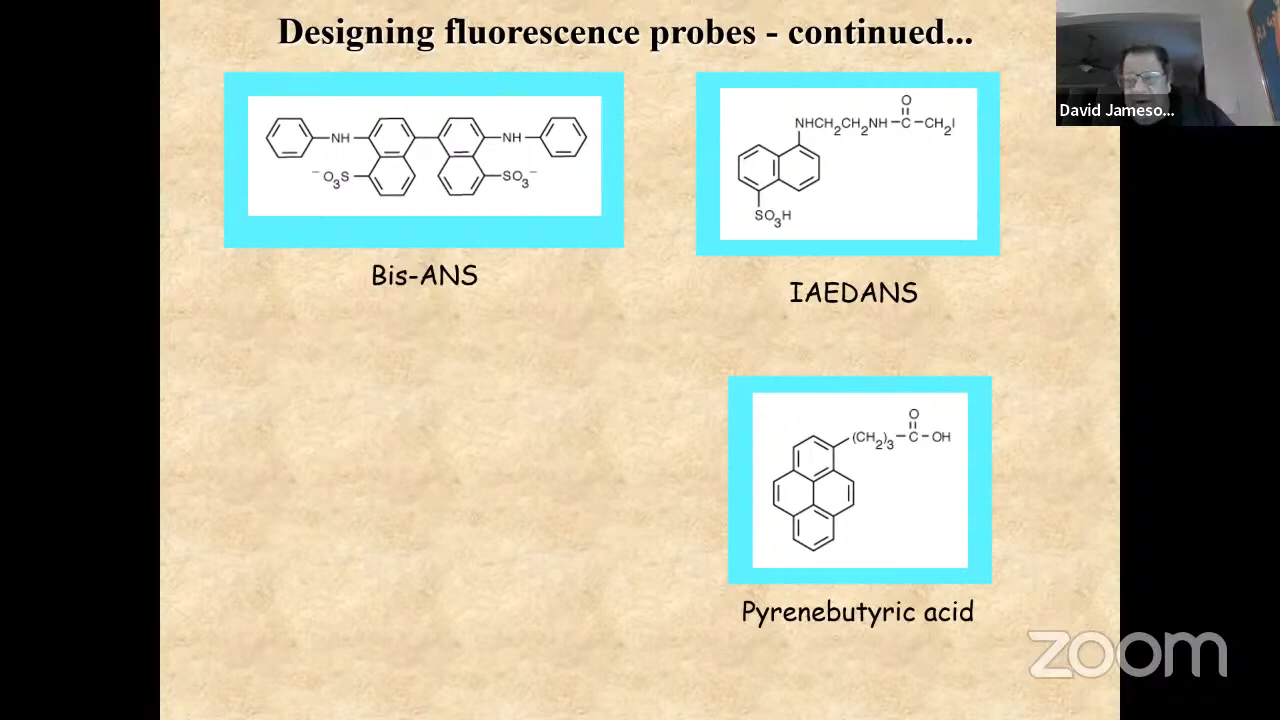 Designing fluorescence probes - continued...
David Jameso...
NH
NH
⁻O₃S
SO₃⁻
Bis-ANS
O
NHCH₂CH₂NH–C–CH₂I
SO₃H
IAEDANS
O
(CH₂)₃–C–OH
Pyrenebutyric acid
zoom